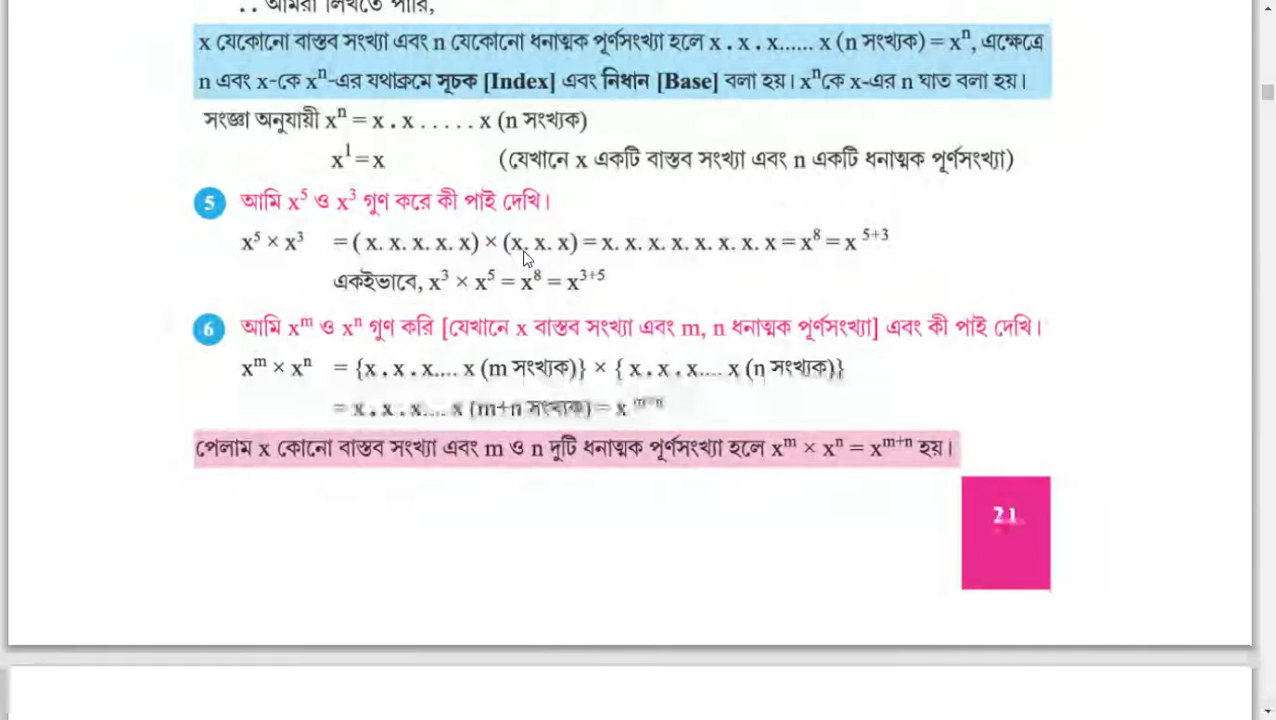 ∴ আমরা লিখতে পারি,
x যেকোনো বাস্তব সংখ্যা এবং n যেকোনো ধনাত্মক পূর্ণসংখ্যা হলে x . x . x...... x (n সংখ্যক) = xⁿ, এক্ষেত্রে
n এবং x-কে xⁿ-এর যথাক্রমে সূচক [Index] এবং নিধান [Base] বলা হয়। xⁿকে x-এর n ঘাত বলা হয়।
সংজ্ঞা অনুযায়ী xⁿ = x . x . . . . . x (n সংখ্যক)
x¹ = x (যেখানে x একটি বাস্তব সংখ্যা এবং n একটি ধনাত্মক পূর্ণসংখ্যা)
5 আমি x⁵ ও x³ গুণ করে কী পাই দেখি।
x⁵ × x³ = ( x. x. x. x. x) × (x. x. x) = x. x. x. x. x. x. x. x = x⁸ = x⁵⁺³
একইভাবে, x³ × x⁵ = x⁸ = x³⁺⁵
6 আমি xᵐ ও xⁿ গুণ করি [যেখানে x বাস্তব সংখ্যা এবং m, n ধনাত্মক পূর্ণসংখ্যা] এবং কী পাই দেখি।
xᵐ × xⁿ = {x . x . x.... x (m সংখ্যক)} × { x . x . x.... x (n সংখ্যক)}
= x . x . x.... x (m+n সংখ্যক) = x ᵐ⁺ⁿ
পেলাম x কোনো বাস্তব সংখ্যা এবং m ও n দুটি ধনাত্মক পূর্ণসংখ্যা হলে xᵐ × xⁿ = xᵐ⁺ⁿ হয়।
21